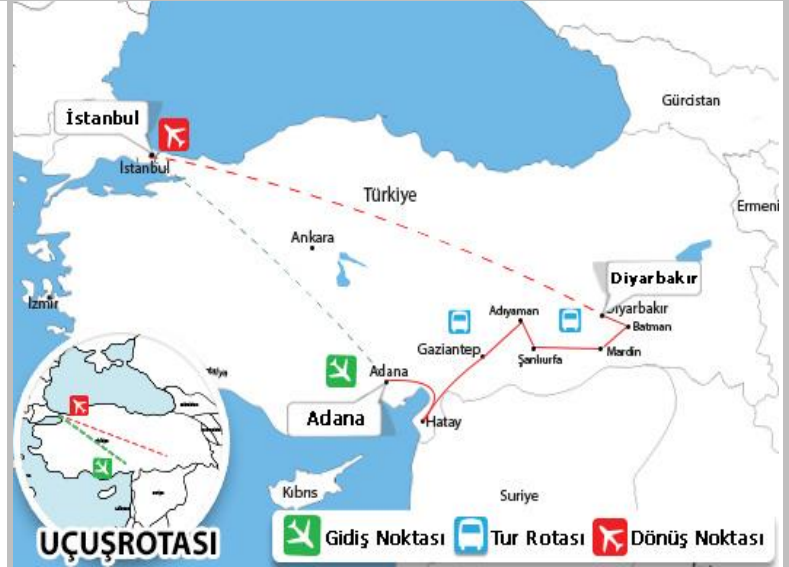 Gürcistan
İstanbul
İstanbul
Türkiye
Ermeni
Ankara
Diyarbakır
İzmir
Adıyaman
Diyarbakır
Batman
Gaziantep
Şanlıurfa
Mardin
Adana
Adana
Hatay
Kıbrıs
Suriye
UÇUŞROTASI
Gidiş Noktası
Tur Rotası
Dönüş Noktası